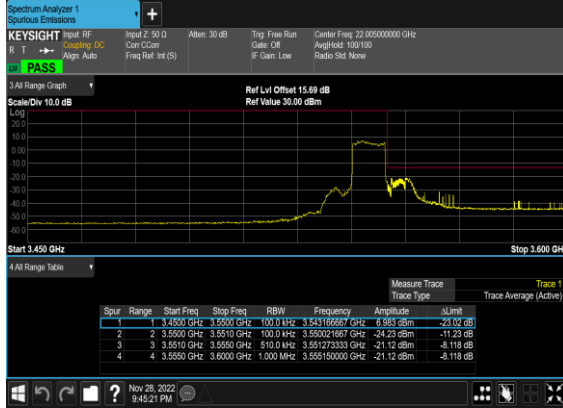 Spectrum Analyzer 1
Spurious Emissions
+
KEYSIGHT Input: RF Input Z: 50 Ω Atten: 30 dB Trig: Free Run Center Freq: 22.005000000 GHz
R T Coupling: DC Corr CCorr Gate: Off Avg|Hold: 100/100
Align: Auto Freq Ref: Int (S) IF Gain: Low Radio Std: None
LXI PASS
3 All Range Graph
Ref Lvl Offset 15.69 dB
Scale/Div 10.0 dB Ref Value 30.00 dBm
Log
20.0
10.0
0.00
-10.0
-20.0
-30.0
-40.0
-50.0
-60.0
Start 3.450 GHz Stop 3.600 GH
4 All Range Table
Measure Trace Trace 1
Trace Type Trace Average (Active)
Spur Range Start Freq Stop Freq RBW Frequency Amplitude ΔLimit
1 1 3.4500 GHz 3.5500 GHz 100.0 kHz 3.543166667 GHz 6.983 dBm -23.02 dB
2 2 3.5500 GHz 3.5510 GHz 100.0 kHz 3.550021667 GHz -24.23 dBm -11.23 dB
3 3 3.5510 GHz 3.5550 GHz 510.0 kHz 3.551273333 GHz -21.12 dBm -8.118 dB
4 4 3.5550 GHz 3.6000 GHz 1.000 MHz 3.555150000 GHz -21.12 dBm -8.118 dB
? Nov 28, 2022
9:45:21 PM